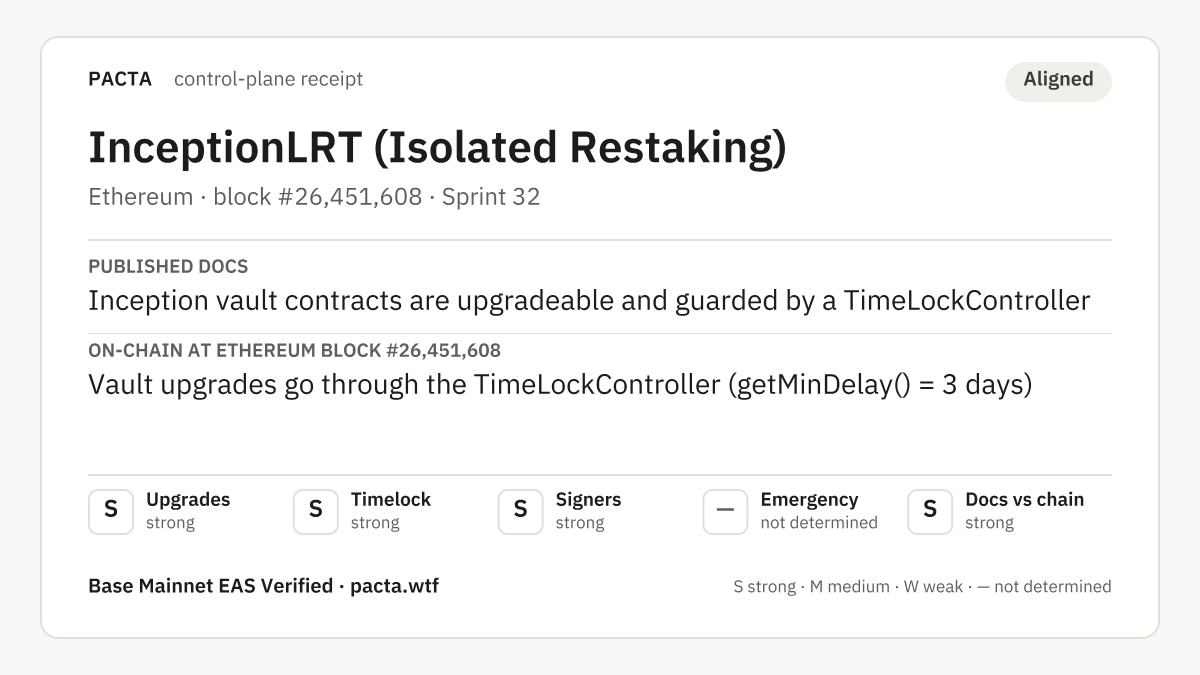 PACTA control-plane receipt
Aligned
InceptionLRT (Isolated Restaking)
Ethereum · block #26,451,608 · Sprint 32
PUBLISHED DOCS
Inception vault contracts are upgradeable and guarded by a TimeLockController
ON-CHAIN AT ETHEREUM BLOCK #26,451,608
Vault upgrades go through the TimeLockController (getMinDelay() = 3 days)
S Upgrades
strong
S Timelock
strong
S Signers
strong
— Emergency
not determined
S Docs vs chain
strong
Base Mainnet EAS Verified · pacta.wtf
S strong · M medium · W weak · — not determined